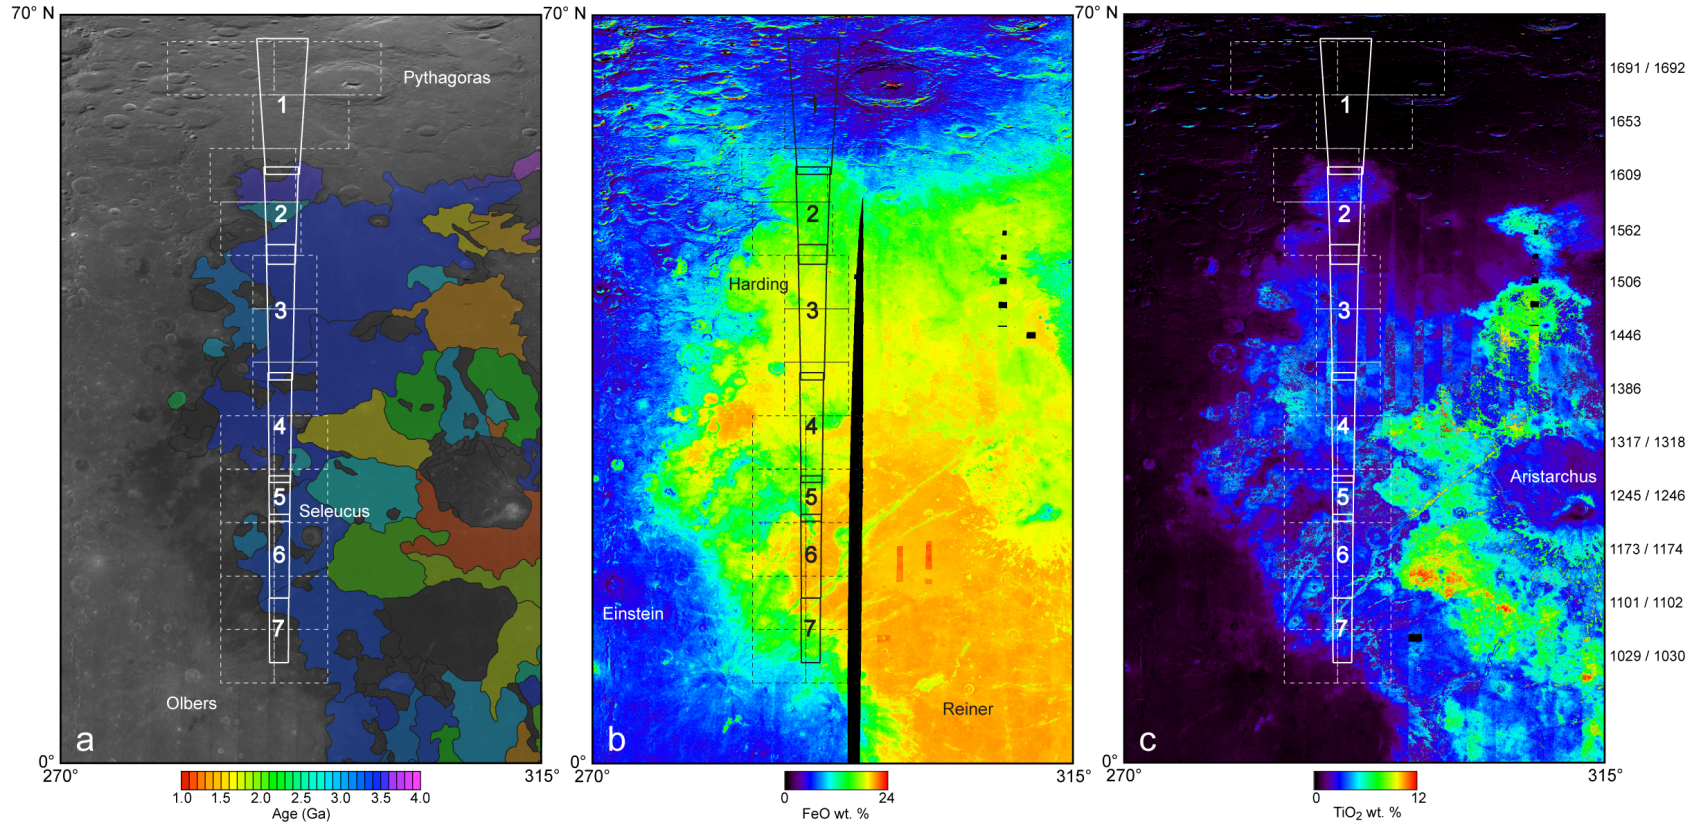 70° N
Pythagoras
1
2
3
4
5
Seleucus
6
7
Olbers
a
0°
270°
315°
1.0 1.5 2.0 2.5 3.0 3.5 4.0
Age (Ga)
70° N
1
2
Harding
3
4
5
6
Einstein
7
Reiner
b
0°
270°
315°
0 24
FeO wt. %
70° N
1
2
3
4
Aristarchus
5
6
7
c
0°
270°
315°
0 12
TiO2 wt. %
1691 / 1692
1653
1609
1562
1506
1446
1386
1317 / 1318
1245 / 1246
1173 / 1174
1101 / 1102
1029 / 1030